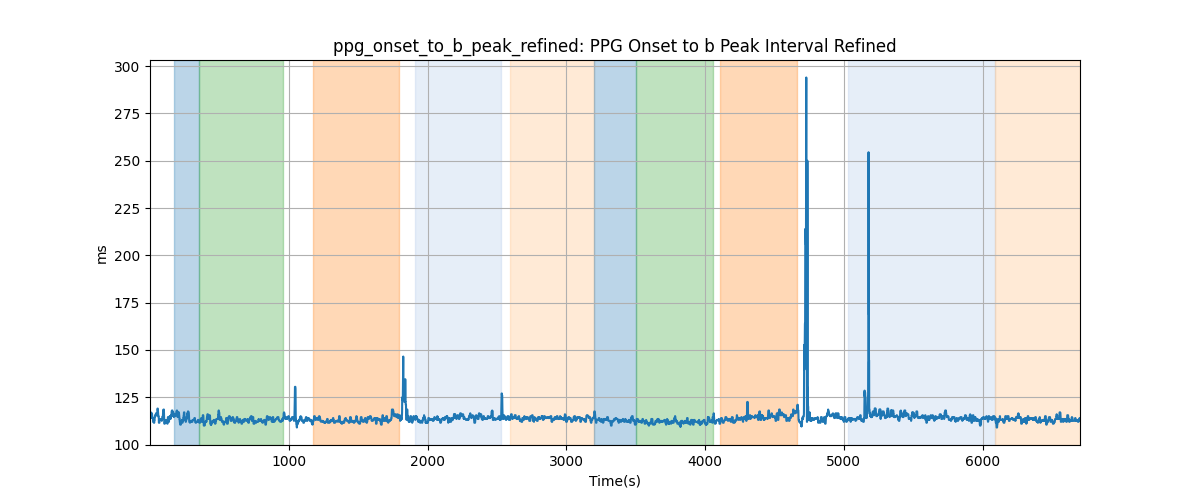 ppg_onset_to_b_peak_refined: PPG Onset to b Peak Interval Refined
300
275
250
225
200
175
150
125
100
ms
1000 2000 3000 4000 5000 6000
Time(s)